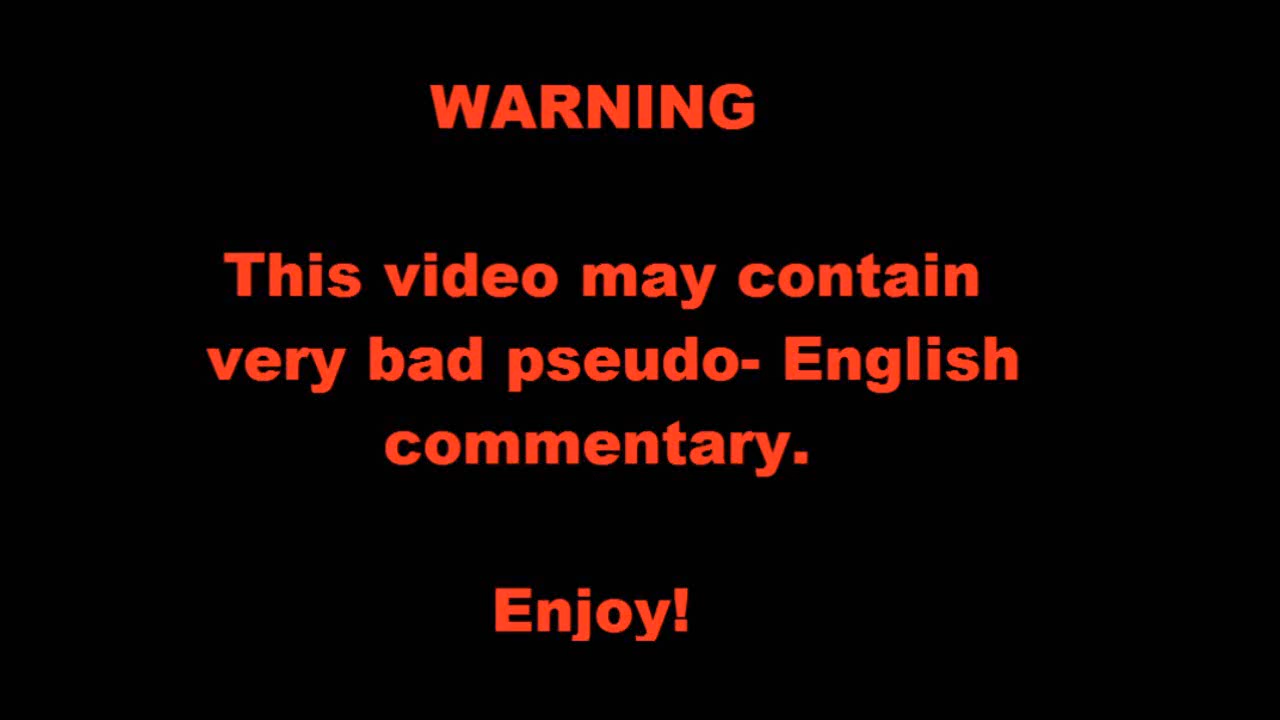 WARNING
This video may contain
very bad pseudo- English
commentary.
Enjoy!